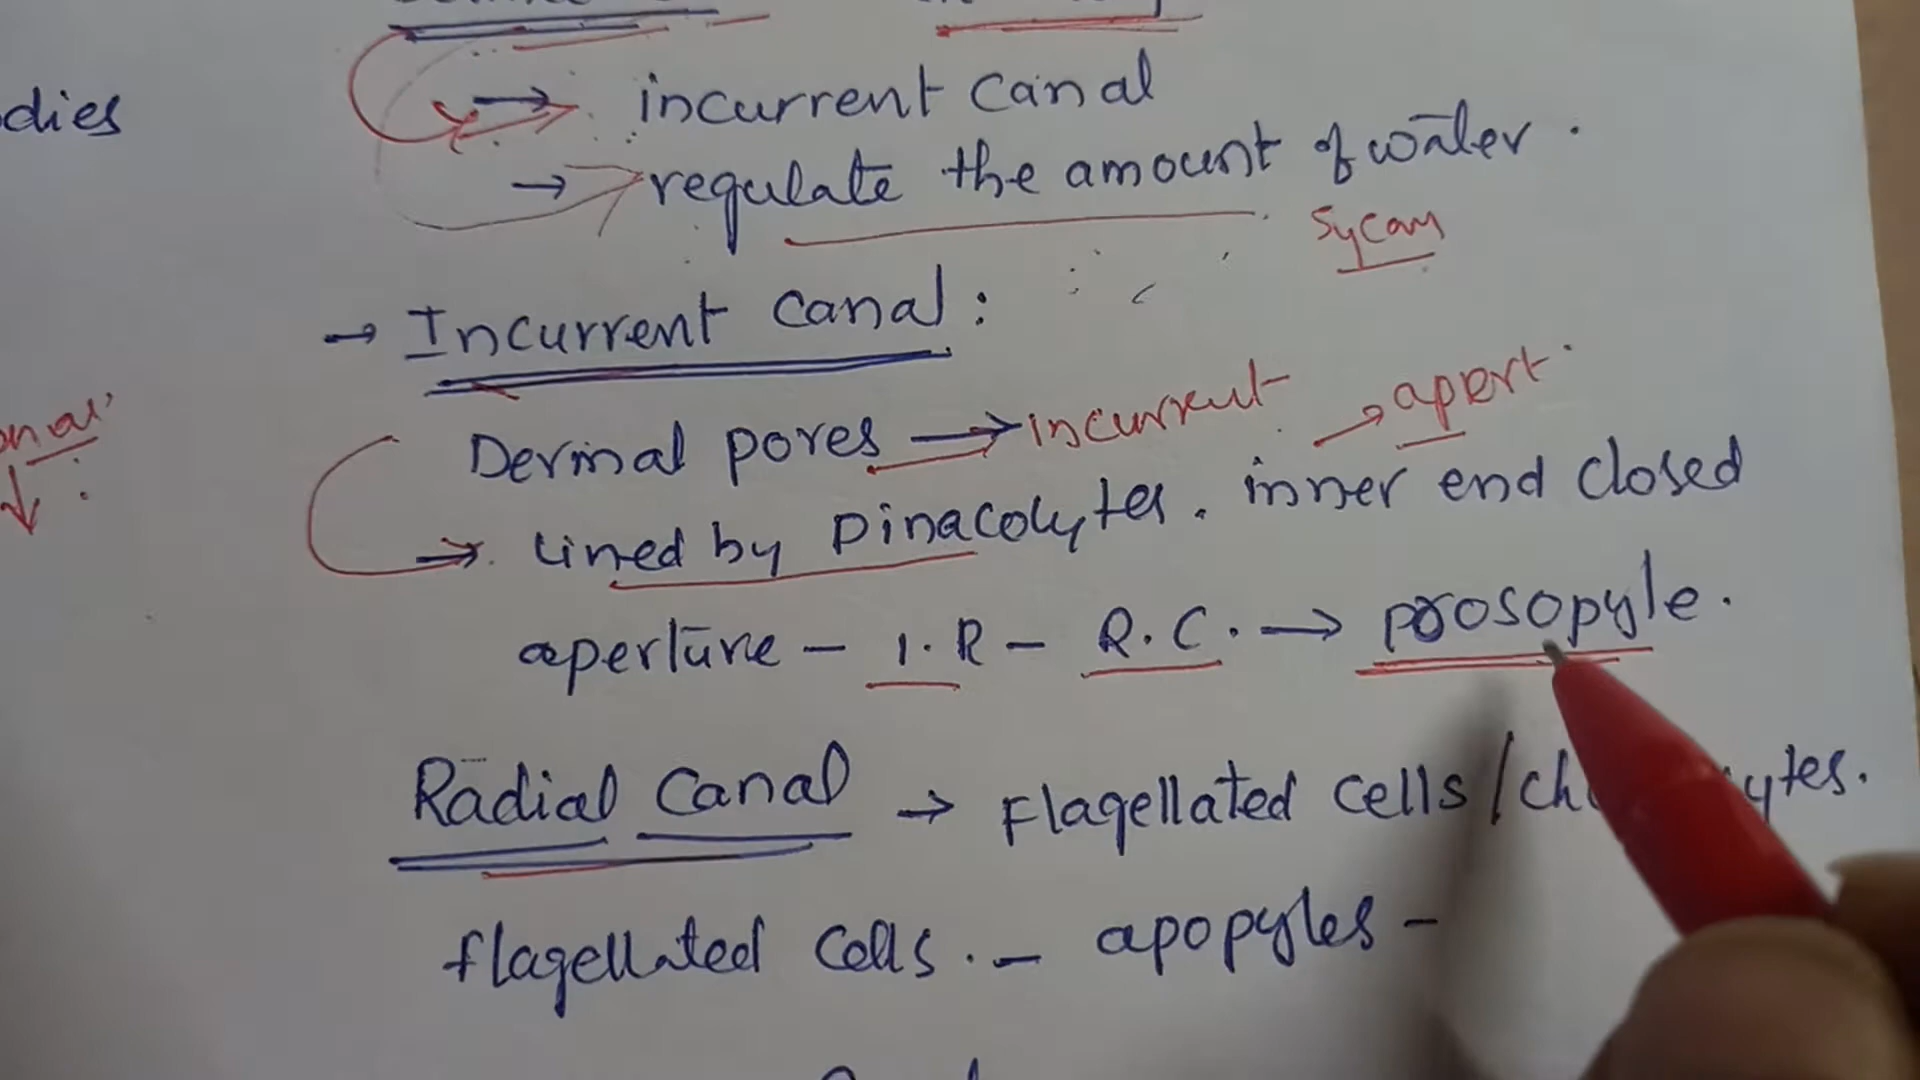 → incurrent canal
dies
→ regulate the amount of water.
Sycon
→ Incurrent canal:
Dermal pores → incurrent → apert.
→ lined by Pinacolytes. inner end closed
aperture - I.R - R.C. → prosopyle.
Radial canal → Flagellated cells / ch ytes.
flagellated cells. - apopyles -